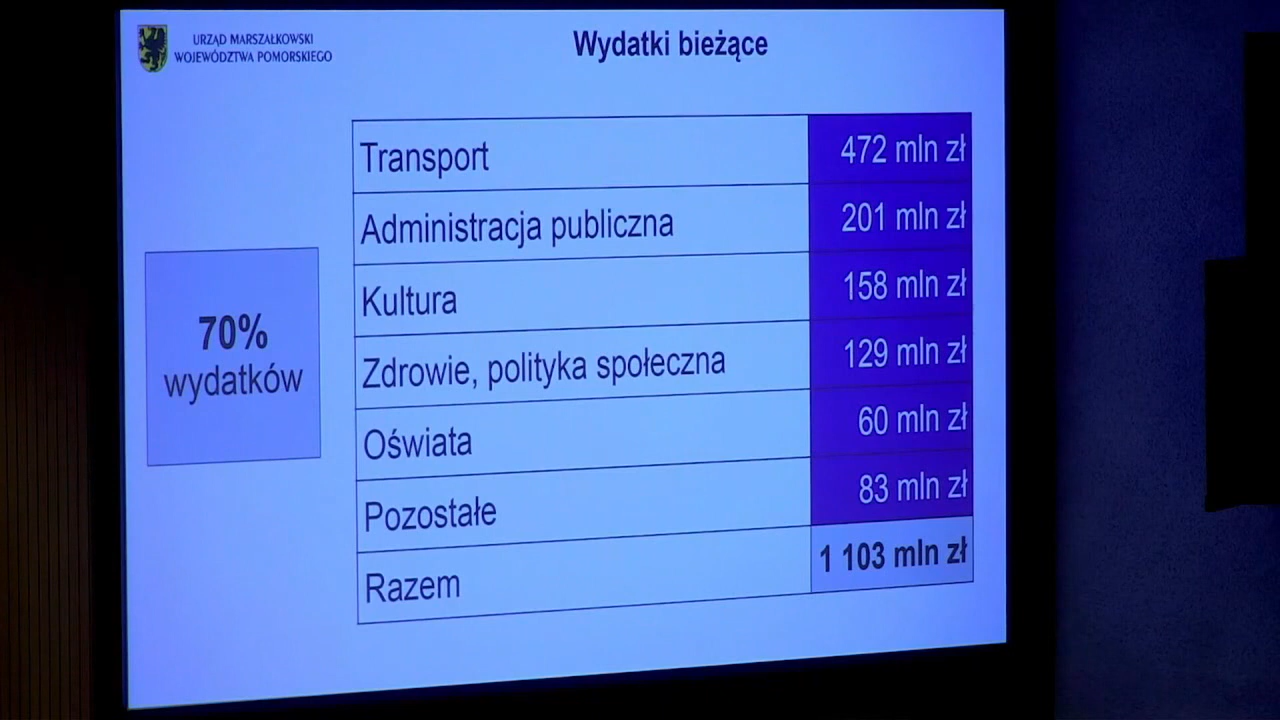 URZĄD MARSZAŁKOWSKI
WOJEWÓDZTWA POMORSKIEGO
Wydatki bieżące
70%
wydatków
Transport 472 mln zł
Administracja publiczna 201 mln zł
Kultura 158 mln zł
Zdrowie, polityka społeczna 129 mln zł
Oświata 60 mln zł
Pozostałe 83 mln zł
Razem 1 103 mln zł